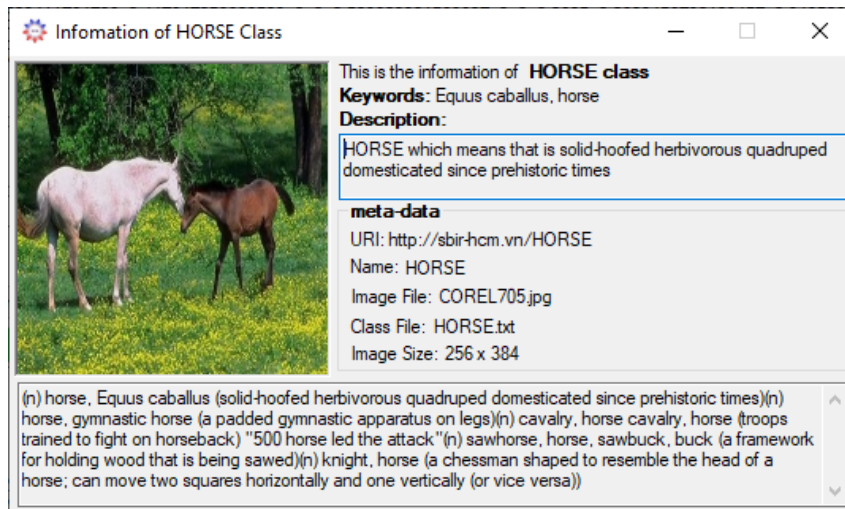 Infomation of HORSE Class
This is the information of HORSE class
Keywords: Equus caballus, horse
Description:
HORSE which means that is solid-hoofed herbivorous quadruped
domesticated since prehistoric times
meta-data
URI: http://sbir-hcm.vn/HORSE
Name: HORSE
Image File: COREL705.jpg
Class File: HORSE.txt
Image Size: 256 x 384
(n) horse, Equus caballus (solid-hoofed herbivorous quadruped domesticated since prehistoric times)(n)
horse, gymnastic horse (a padded gymnastic apparatus on legs)(n) cavalry, horse cavalry, horse (troops
trained to fight on horseback) "500 horse led the attack"(n) sawhorse, horse, sawbuck, buck (a framework
for holding wood that is being sawed)(n) knight, horse (a chessman shaped to resemble the head of a
horse; can move two squares horizontally and one vertically (or vice versa))